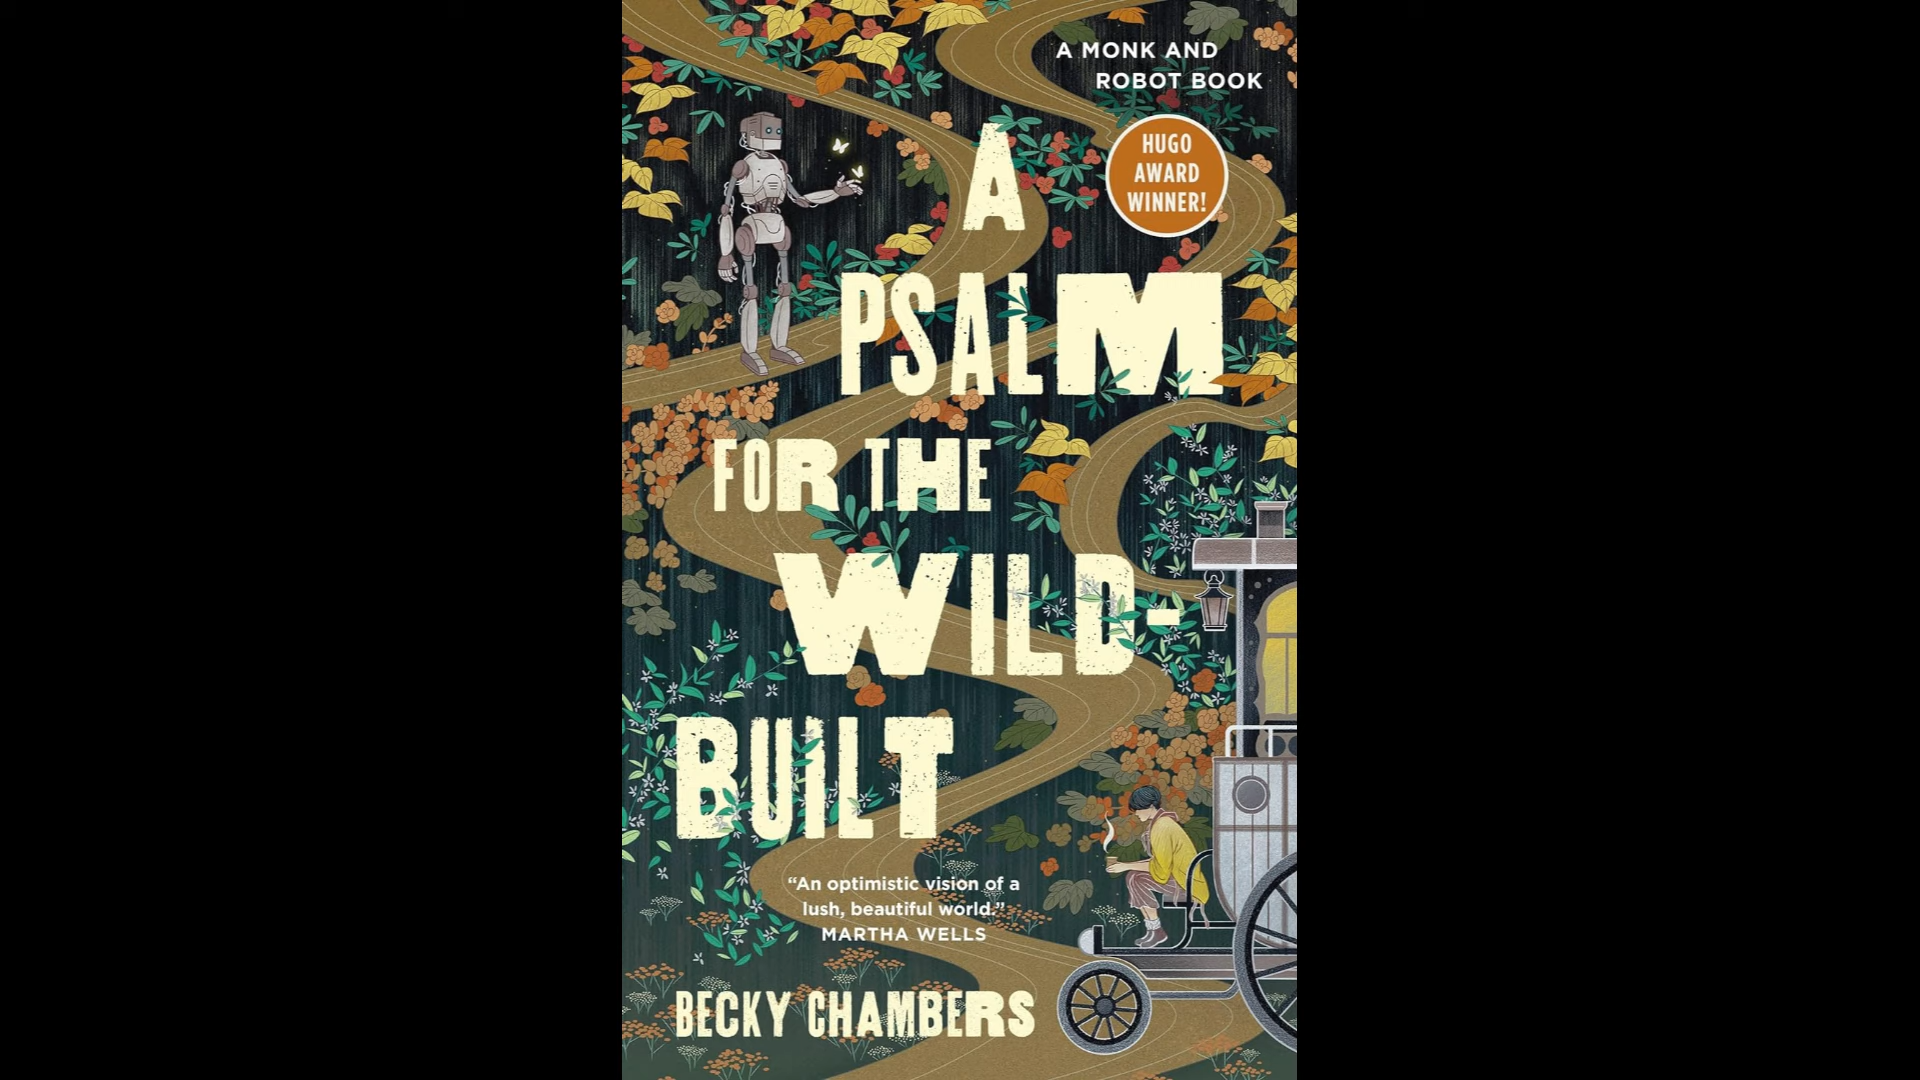 A MONK AND
ROBOT BOOK
HUGO
AWARD
WINNER!
A
PSALM
FOR THE
WILD-
BUILT
“An optimistic vision of a
lush, beautiful world.”
MARTHA WELLS
BECKY CHAMBERS